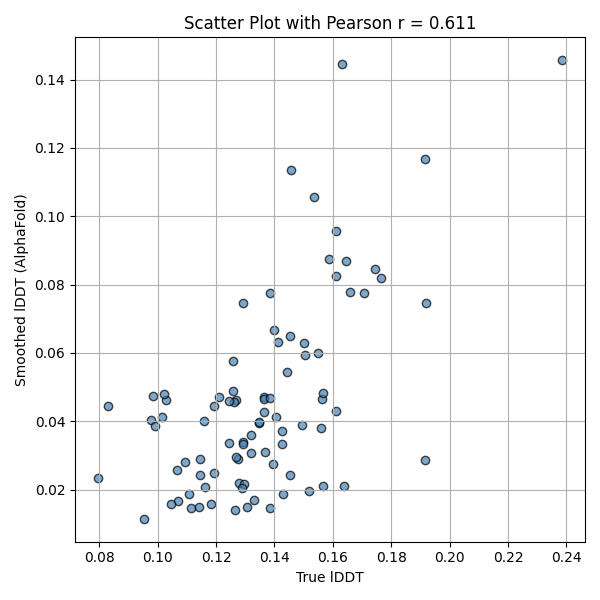 Scatter Plot with Pearson r = 0.611
0.14
0.12
0.10
0.08
0.06
0.04
0.02
Smoothed lDDT (AlphaFold)
0.08 0.10 0.12 0.14 0.16 0.18 0.20 0.22 0.24
True lDDT